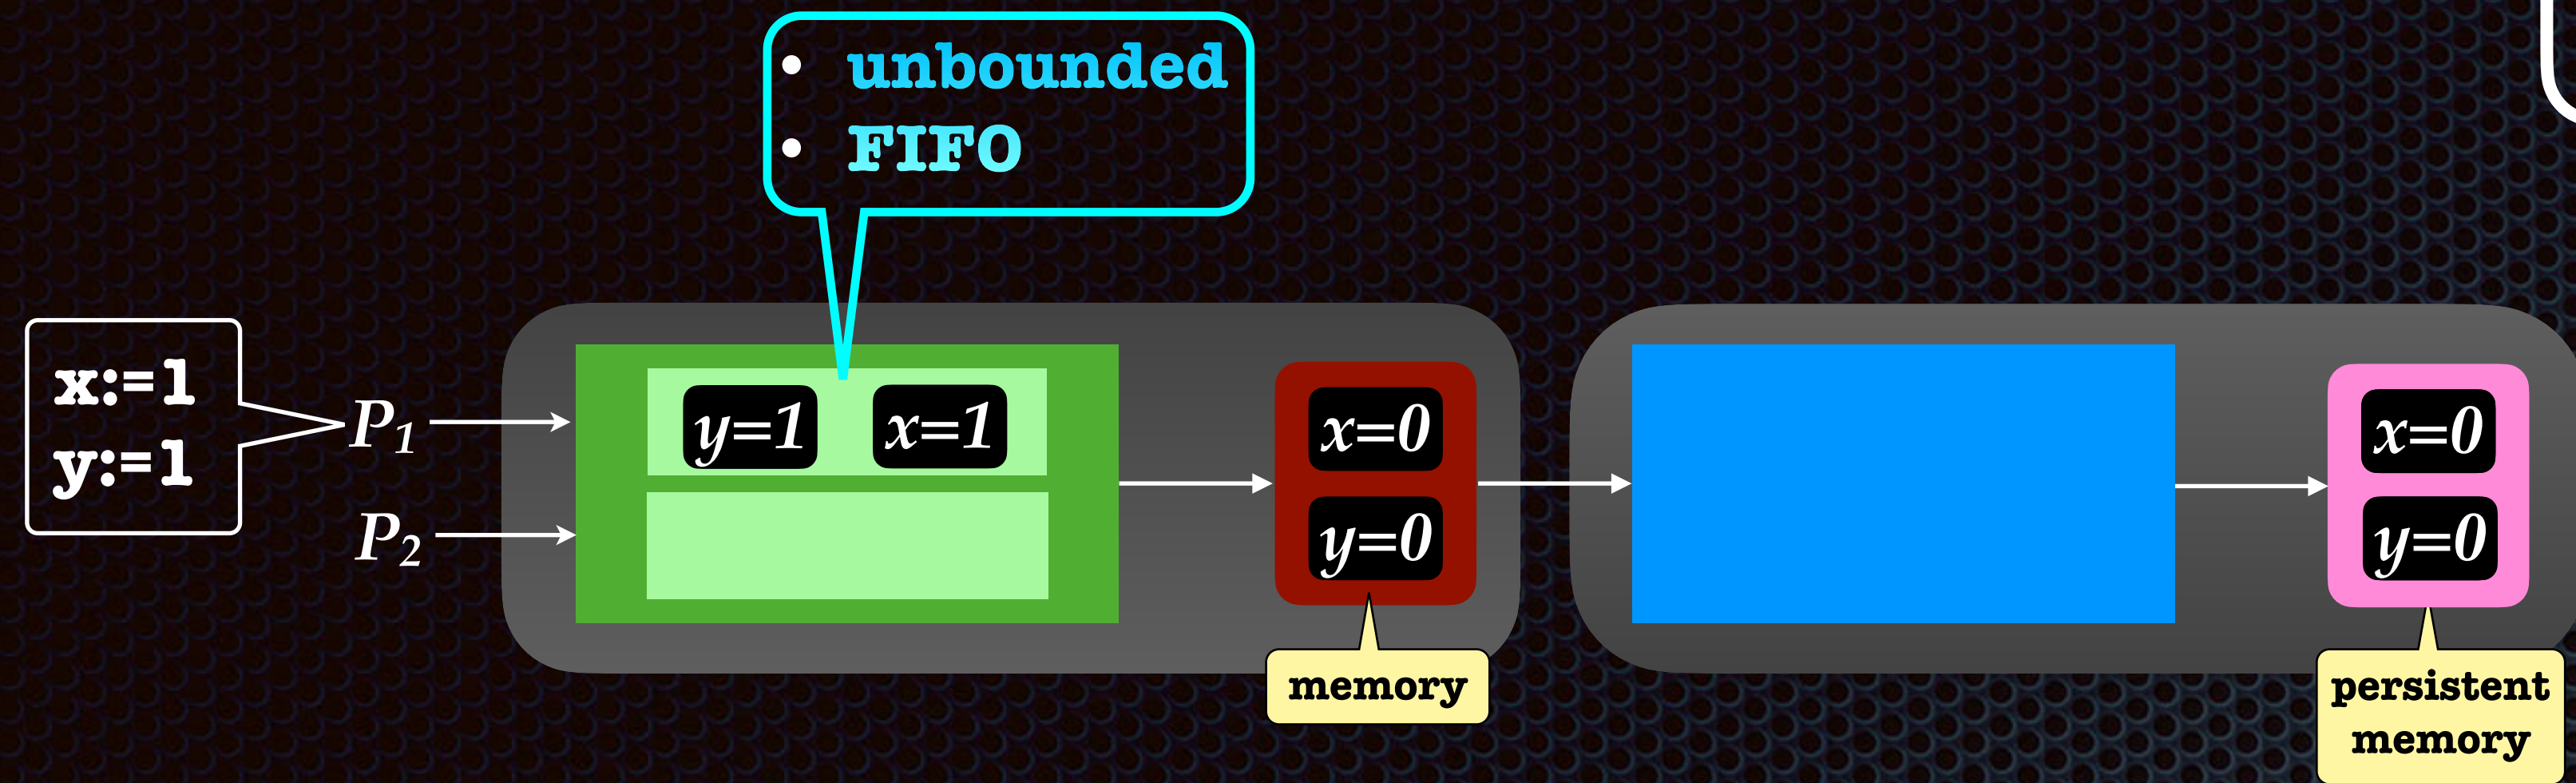 • unbounded
• FIFO
x:=1
y:=1
P1
P2
y=1 x=1
x=0
y=0
memory
x=0
y=0
persistent
memory